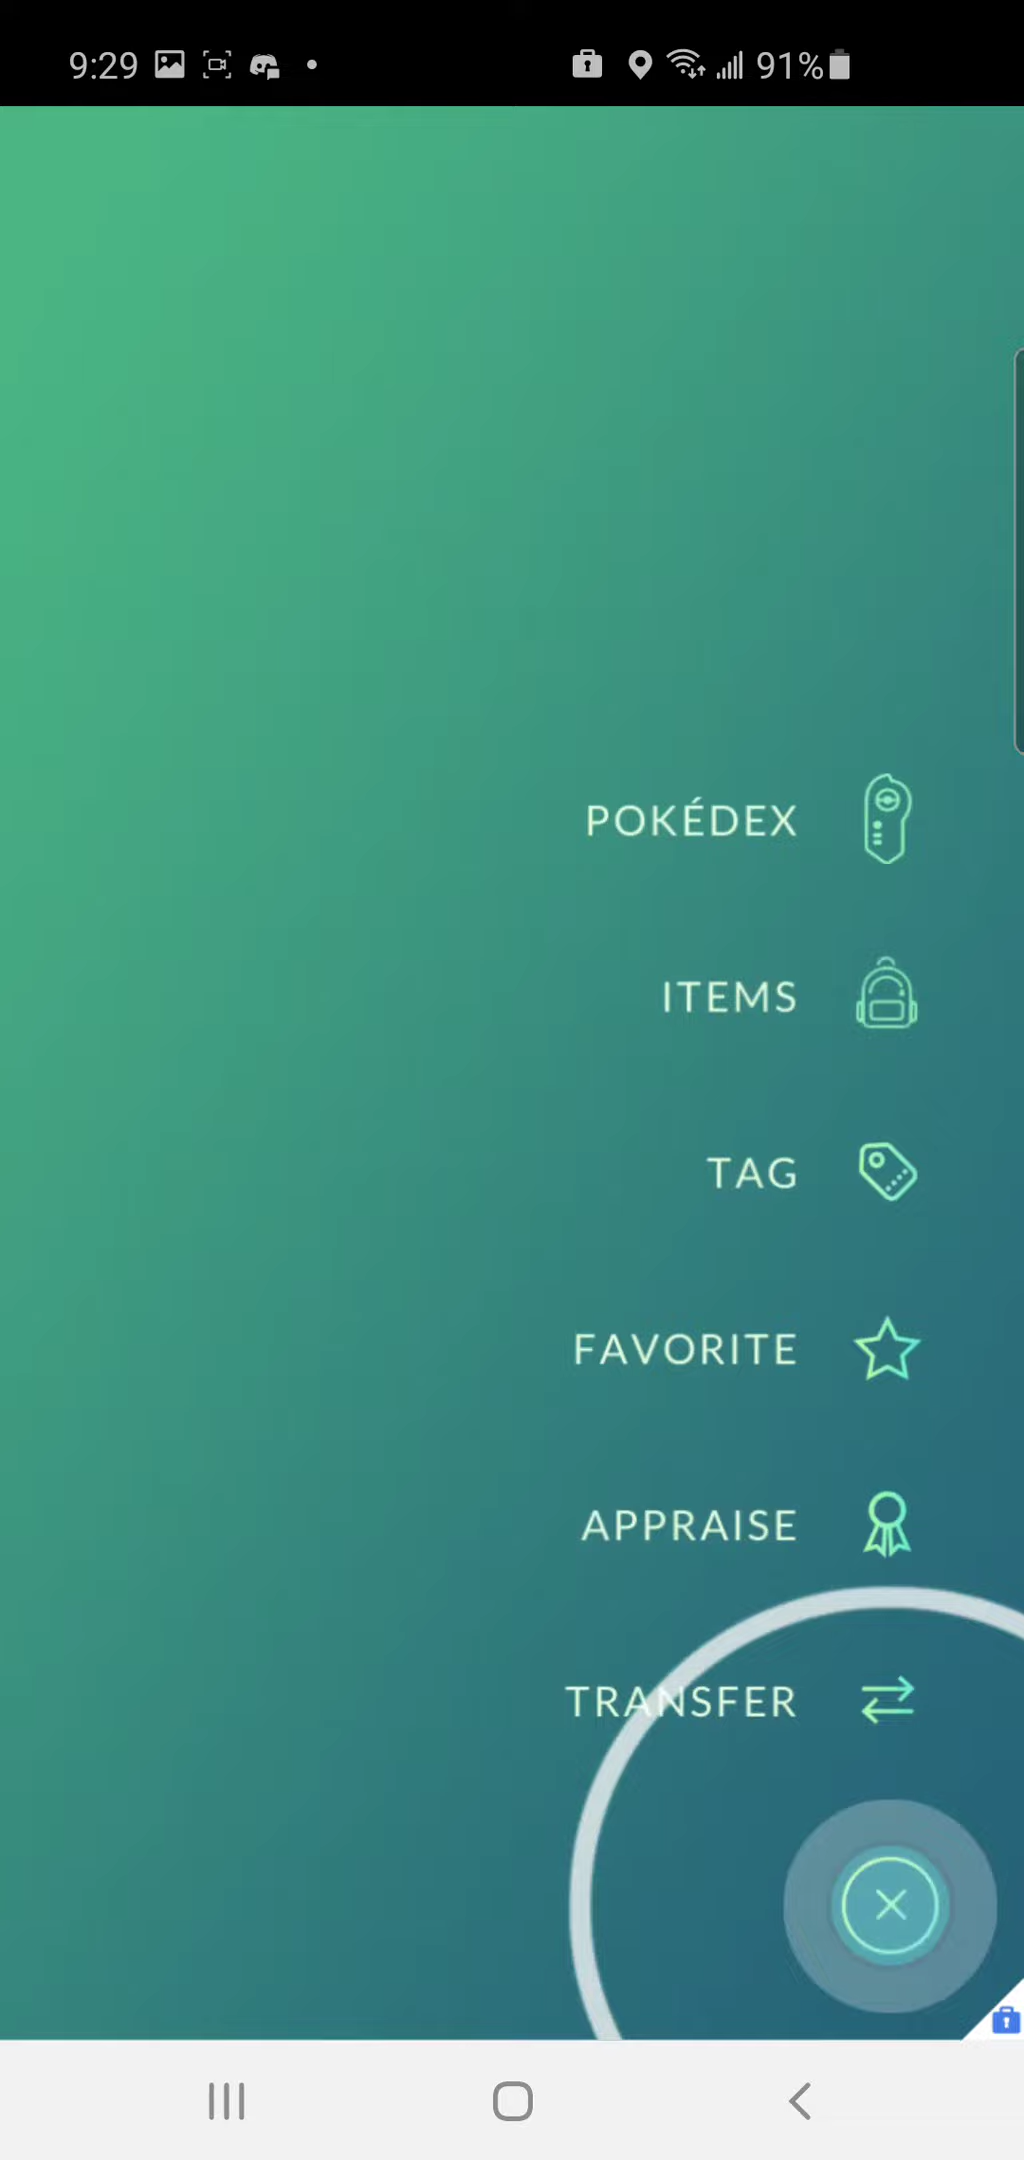 9:29 91%
POKÉDEX
ITEMS
TAG
FAVORITE
APPRAISE
TRANSFER